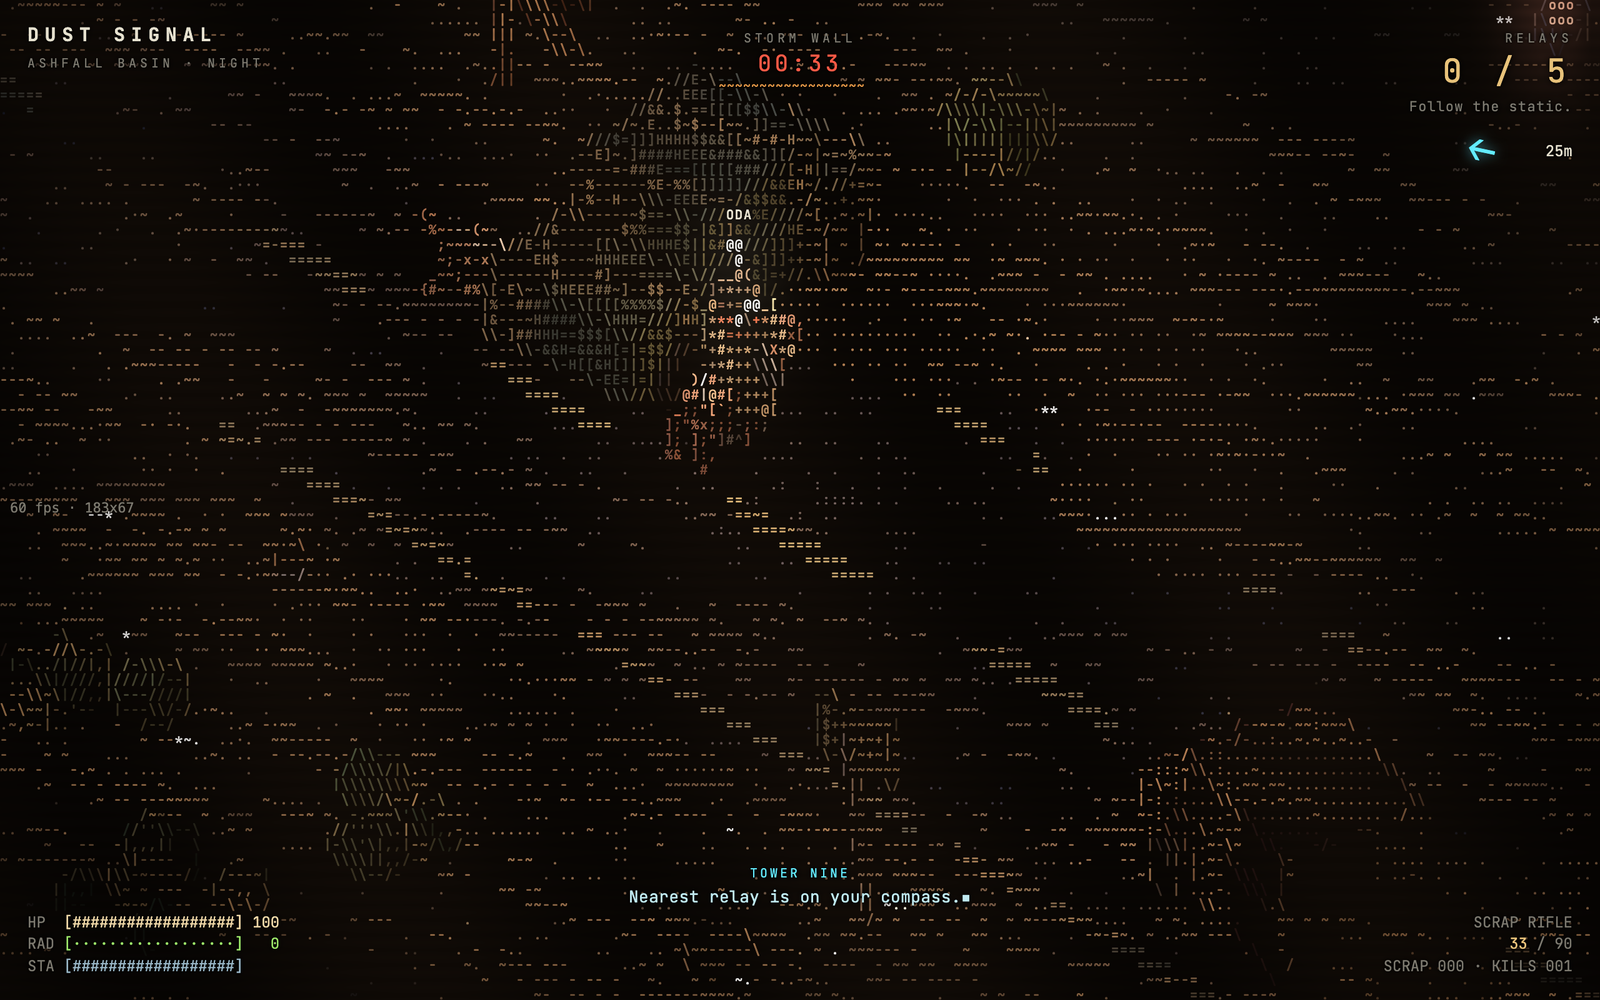 DUST SIGNAL
ASHFALL BASIN · NIGHT
STORM WALL
00:33
RELAYS
0 / 5
Follow the static.
25m
ODA
60 fps · 183x67
TOWER NINE
Nearest relay is on your compass.
HP [##################] 100
RAD [··················] 0
STA [##################]
SCRAP RIFLE
33 / 90
SCRAP 000 · KILLS 001